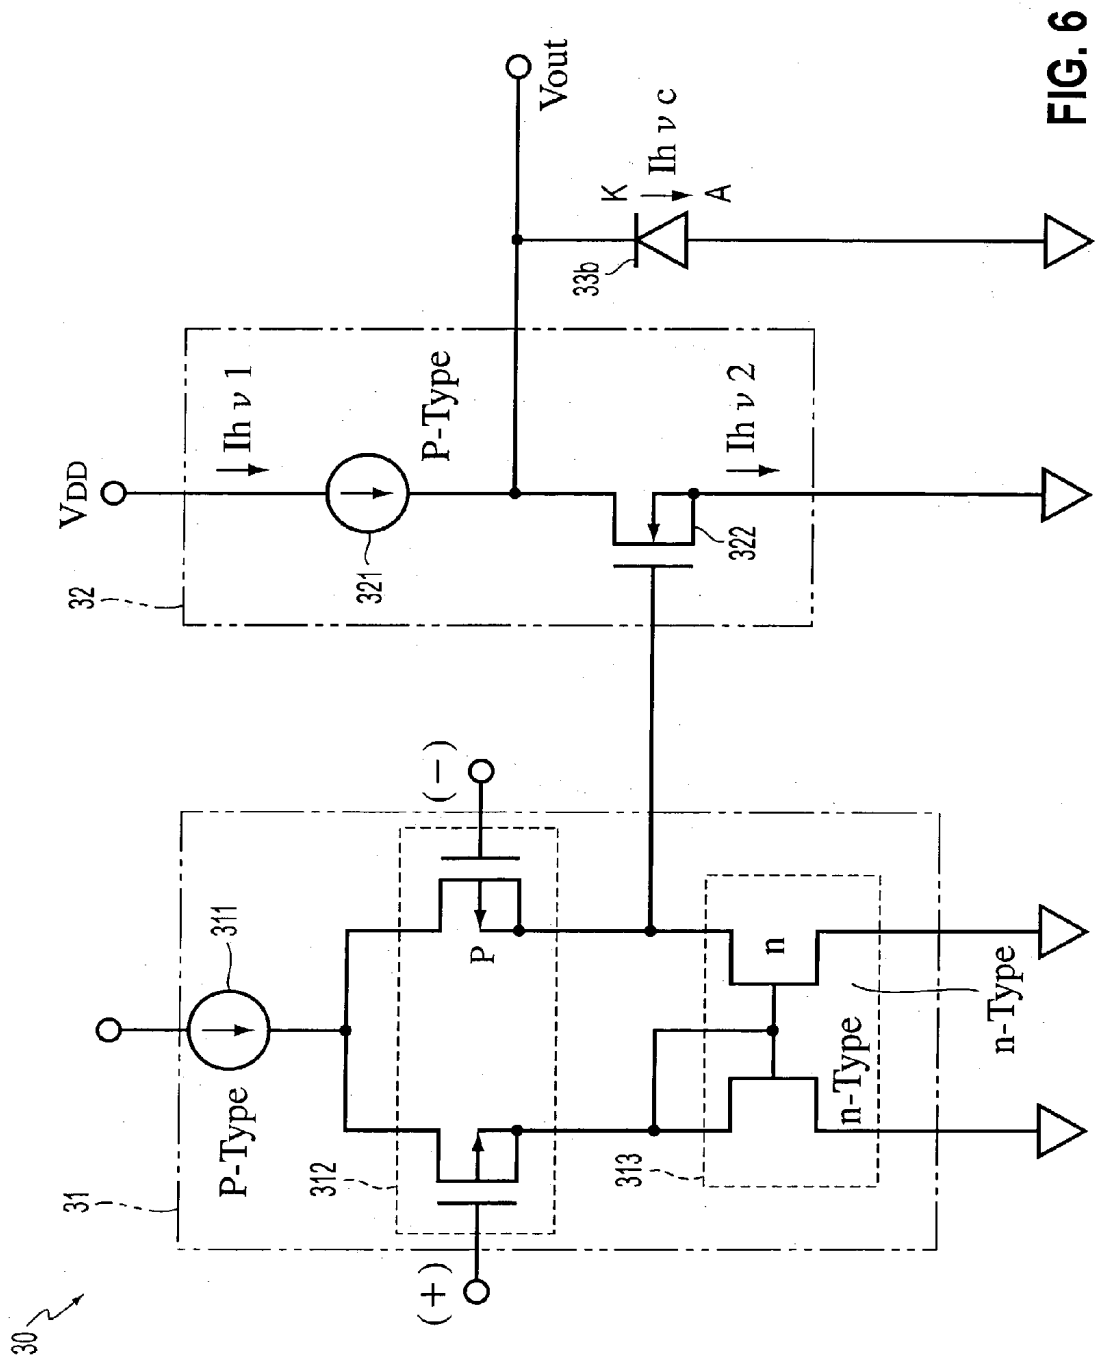 30
31
P-Type
311
(+)
312
P
(-)
313
n
n-Type
n-Type
32
VDD
Ihν1
321
P-Type
322
Ihν2
Vout
33b
K
Ihνc
A
FIG. 6